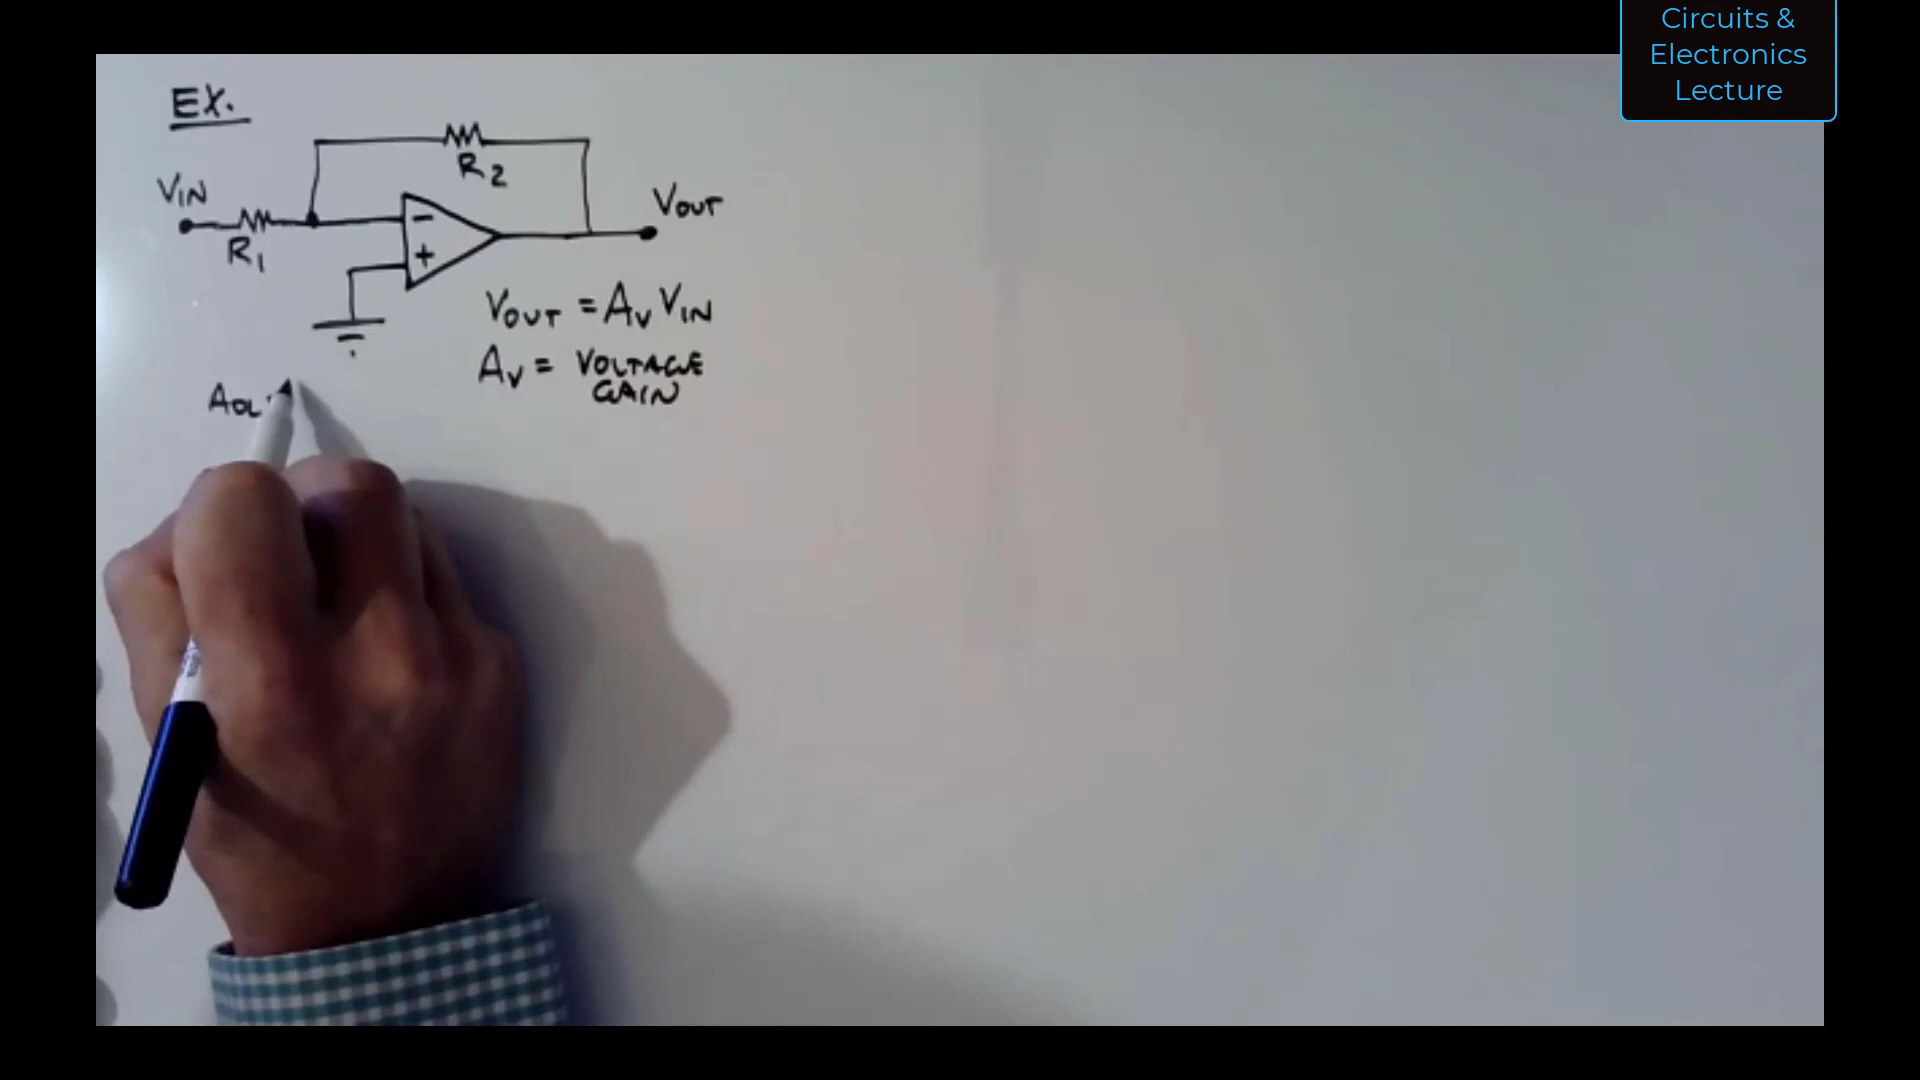 Circuits &
Electronics
Lecture
EX.
R2
VIN
VOUT
R1
-
+
VOUT = AV VIN
AV = VOLTAGE
GAIN
AOL